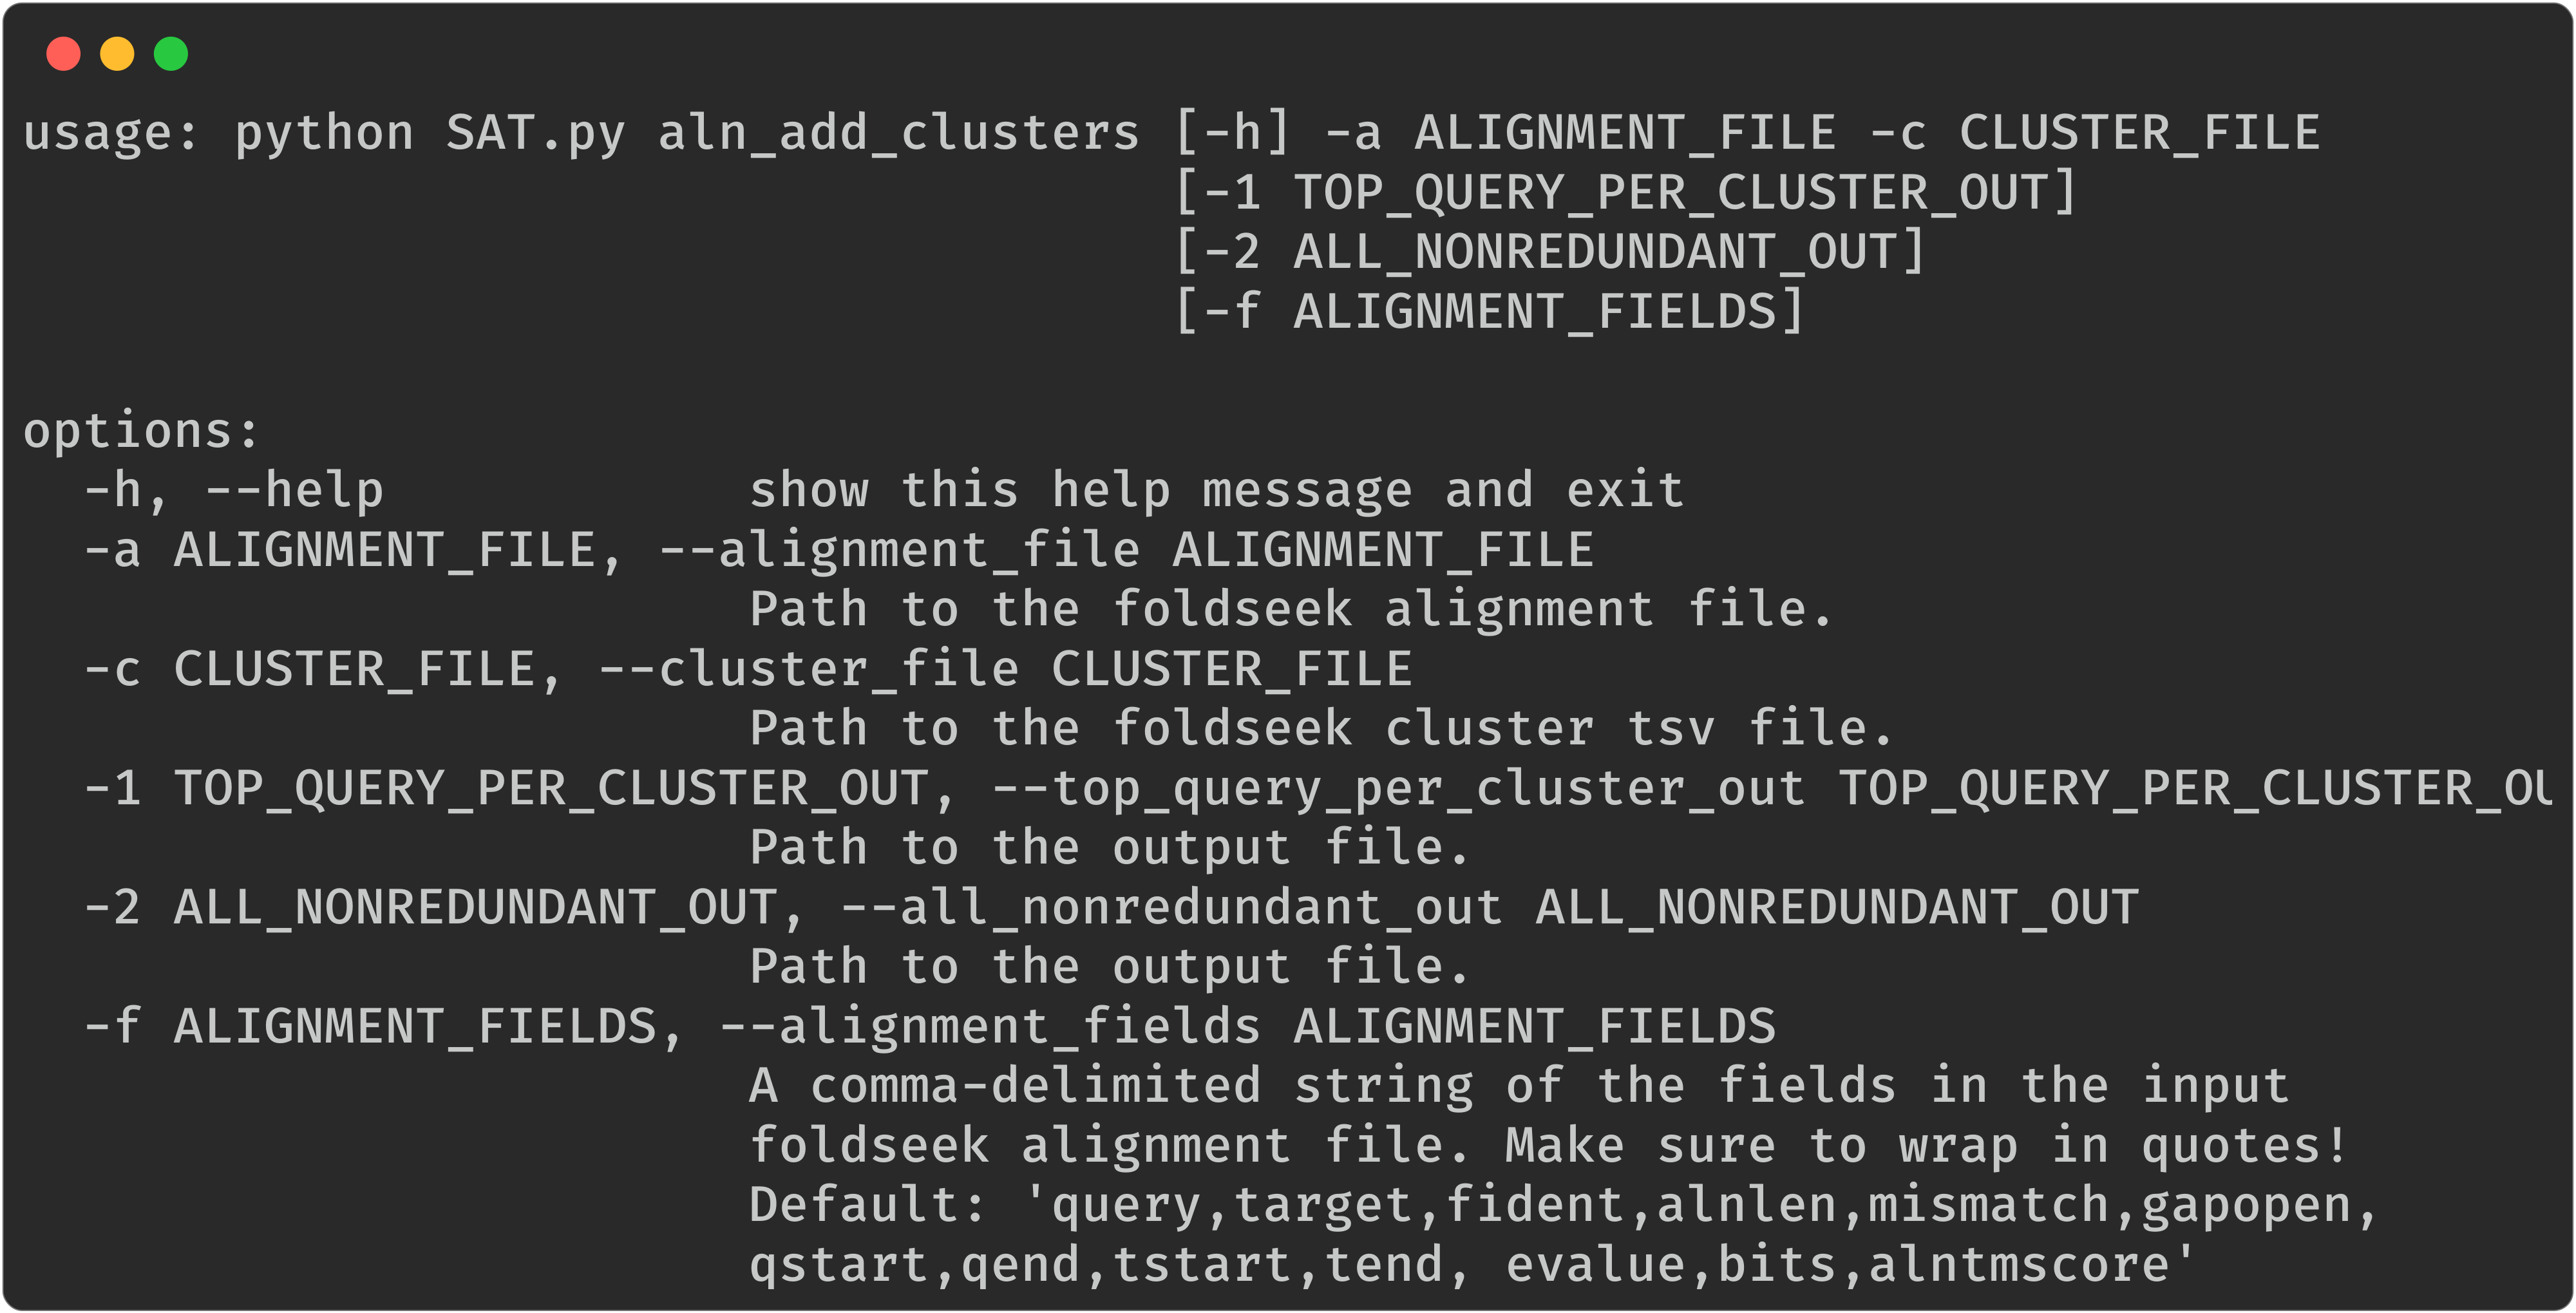 usage: python SAT.py aln_add_clusters [-h] -a ALIGNMENT_FILE -c CLUSTER_FILE
[-1 TOP_QUERY_PER_CLUSTER_OUT]
[-2 ALL_NONREDUNDANT_OUT]
[-f ALIGNMENT_FIELDS]
options:
-h, --help show this help message and exit
-a ALIGNMENT_FILE, --alignment_file ALIGNMENT_FILE
Path to the foldseek alignment file.
-c CLUSTER_FILE, --cluster_file CLUSTER_FILE
Path to the foldseek cluster tsv file.
-1 TOP_QUERY_PER_CLUSTER_OUT, --top_query_per_cluster_out TOP_QUERY_PER_CLUSTER_OU
Path to the output file.
-2 ALL_NONREDUNDANT_OUT, --all_nonredundant_out ALL_NONREDUNDANT_OUT
Path to the output file.
-f ALIGNMENT_FIELDS, --alignment_fields ALIGNMENT_FIELDS
A comma-delimited string of the fields in the input
foldseek alignment file. Make sure to wrap in quotes!
Default: 'query,target,fident,alnlen,mismatch,gapopen,
qstart,qend,tstart,tend, evalue,bits,alntmscore'